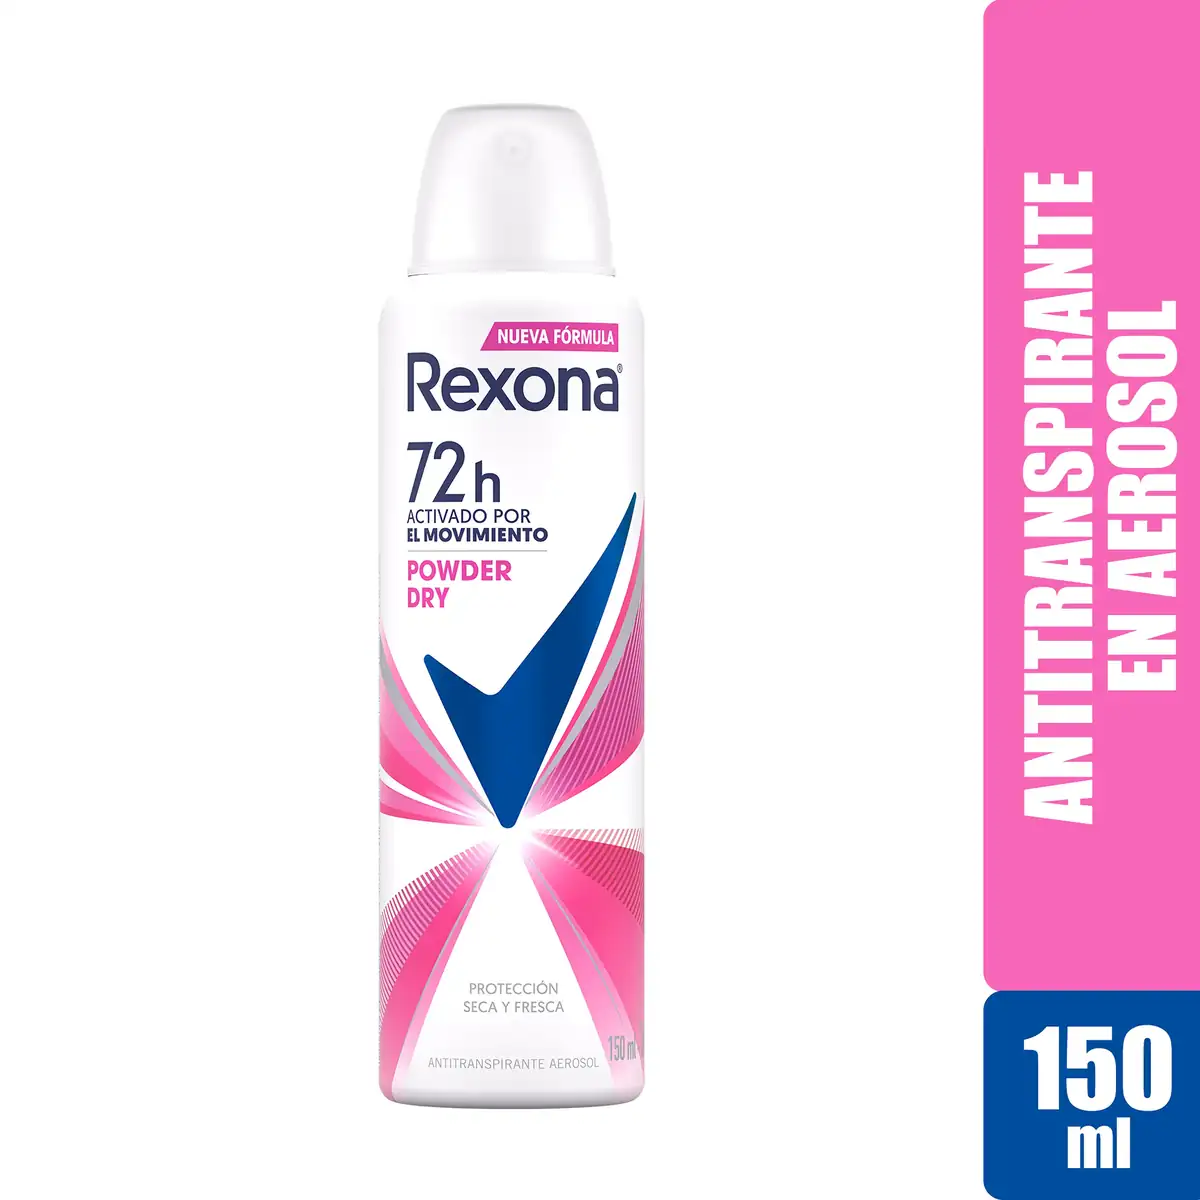 NUEVA FÓRMULA
Rexona®
72h
ACTIVADO POR
EL MOVIMIENTO
POWDER
DRY
PROTECCIÓN
SECA Y FRESCA
150 ml
ANTITRANSPIRANTE AEROSOL
ANTITRANSPIRANTE
EN AEROSOL
150
ml